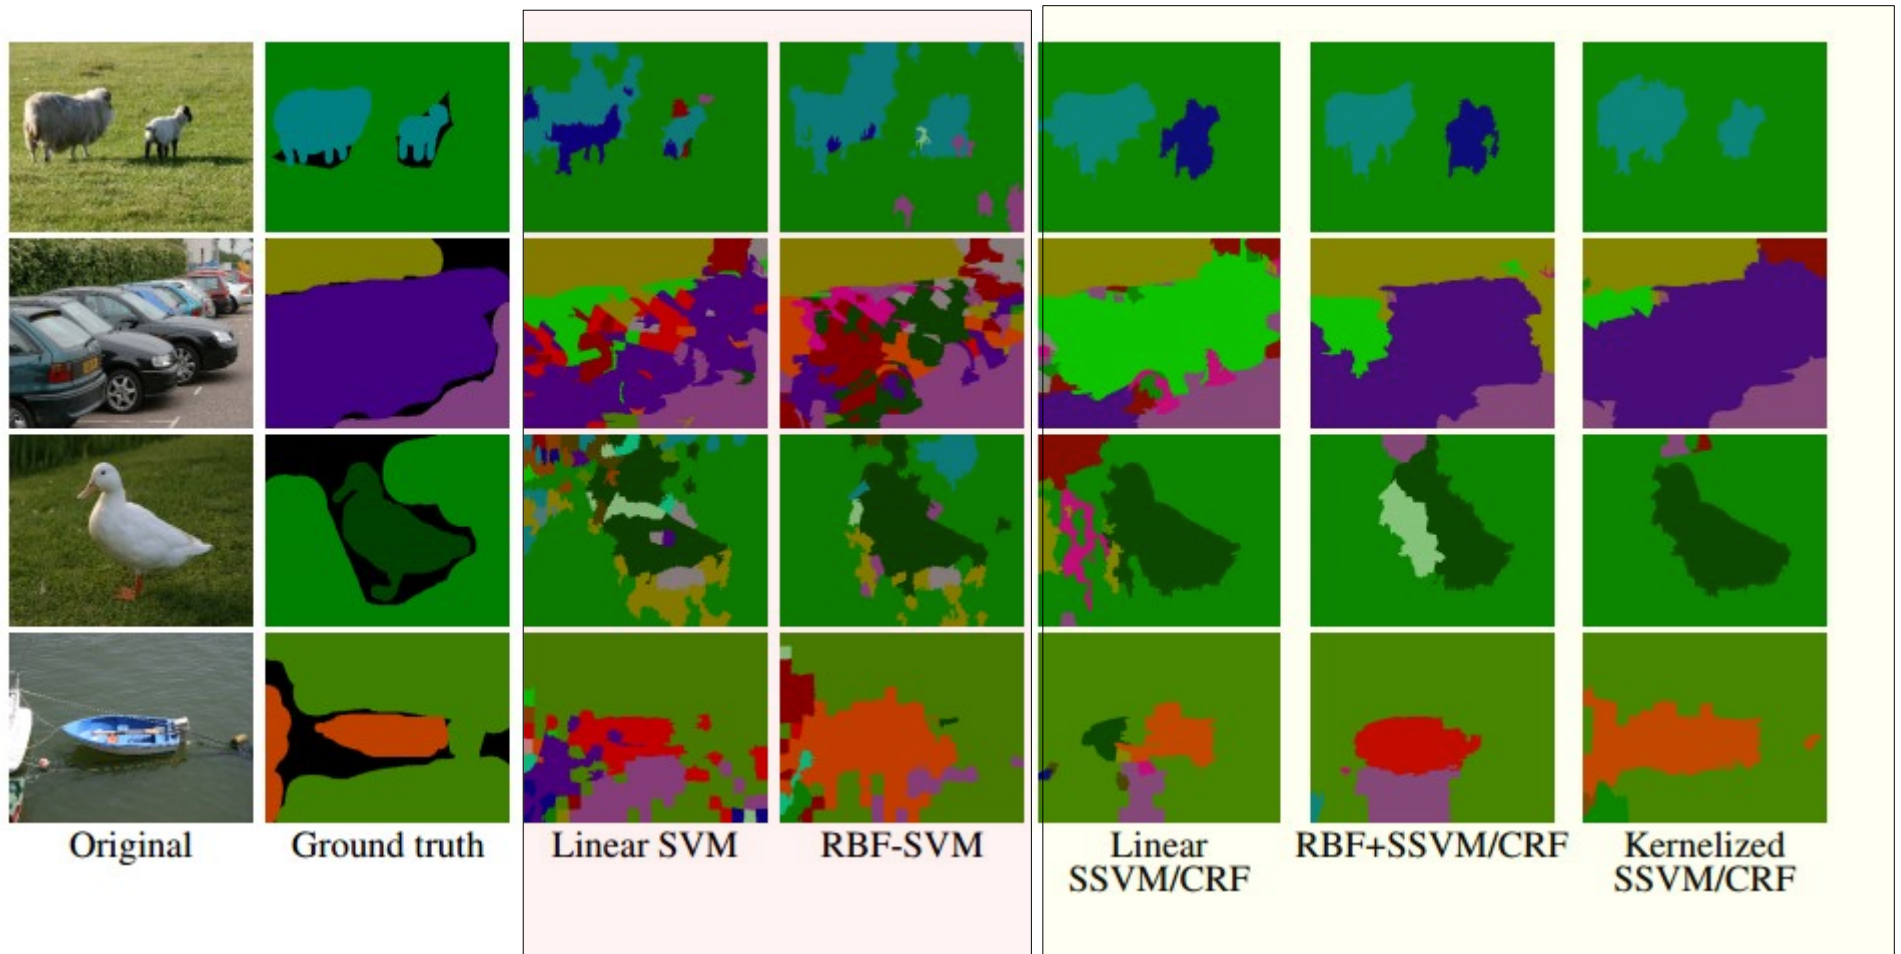 Original
Ground truth
Linear SVM
RBF-SVM
Linear
SSVM/CRF
RBF+SSVM/CRF
Kernelized
SSVM/CRF